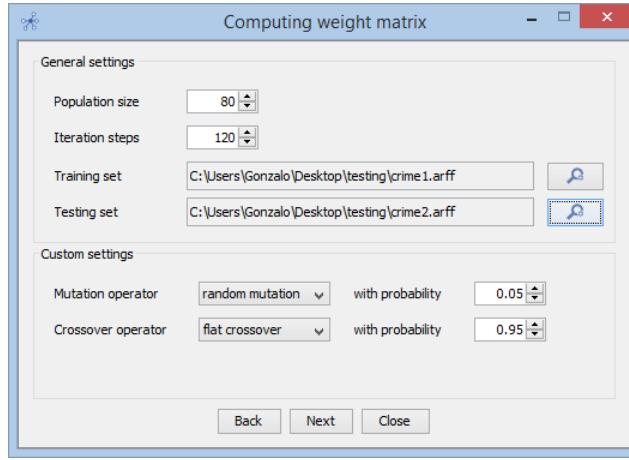 Computing weight matrix
General settings
Population size 80
Iteration steps 120
Training set C:\Users\Gonzalo\Desktop\testing\crime1.arff
Testing set C:\Users\Gonzalo\Desktop\testing\crime2.arff
Custom settings
Mutation operator random mutation with probability 0.05
Crossover operator flat crossover with probability 0.95
Back Next Close